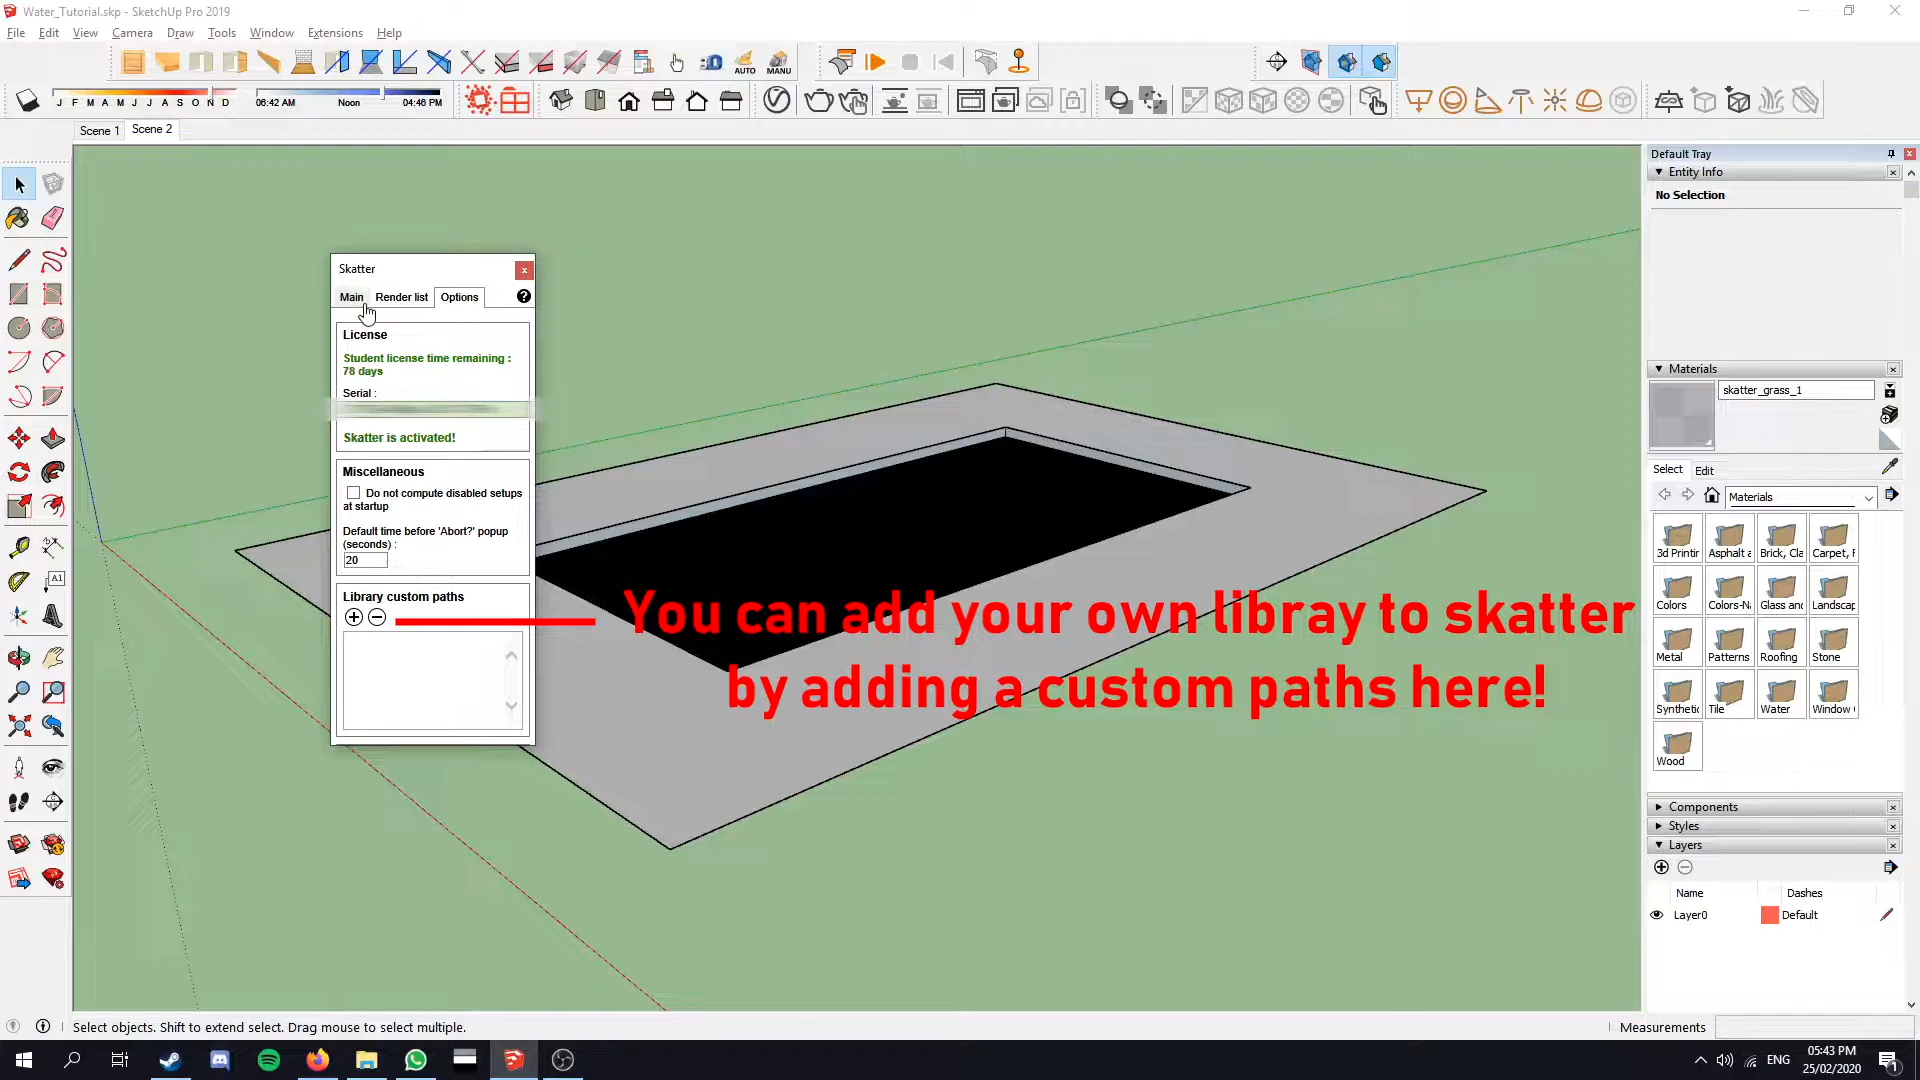 Water_Tutorial.skp - SketchUp Pro 2019
File Edit View Camera Draw Tools Window Extensions Help
AUTO MANU
J F M A M J J A S O N D 06:42 AM Noon 04:46 PM
Scene 1 Scene 2
Default Tray
Entity Info
No Selection
Skatter
Main Render list Options
License
Student license time remaining :
78 days
Serial :
Skatter is activated!
Miscellaneous
Do not compute disabled setups
at startup
Default time before 'Abort?' popup
(seconds) :
20
Library custom paths
You can add your own libray to skatter
by adding a custom paths here!
Materials
skatter_grass_1
Select Edit
Materials
3d Printir Asphalt a Brick, Cla Carpet, F
Colors Colors-Na Glass and Landscap
Metal Patterns Roofing Stone
Synthetic Tile Water Window
Wood
Components
Styles
Layers
Name Dashes
Layer0 Default
A1
Select objects. Shift to extend select. Drag mouse to select multiple.
Measurements
ENG
05:43 PM
25/02/2020
1